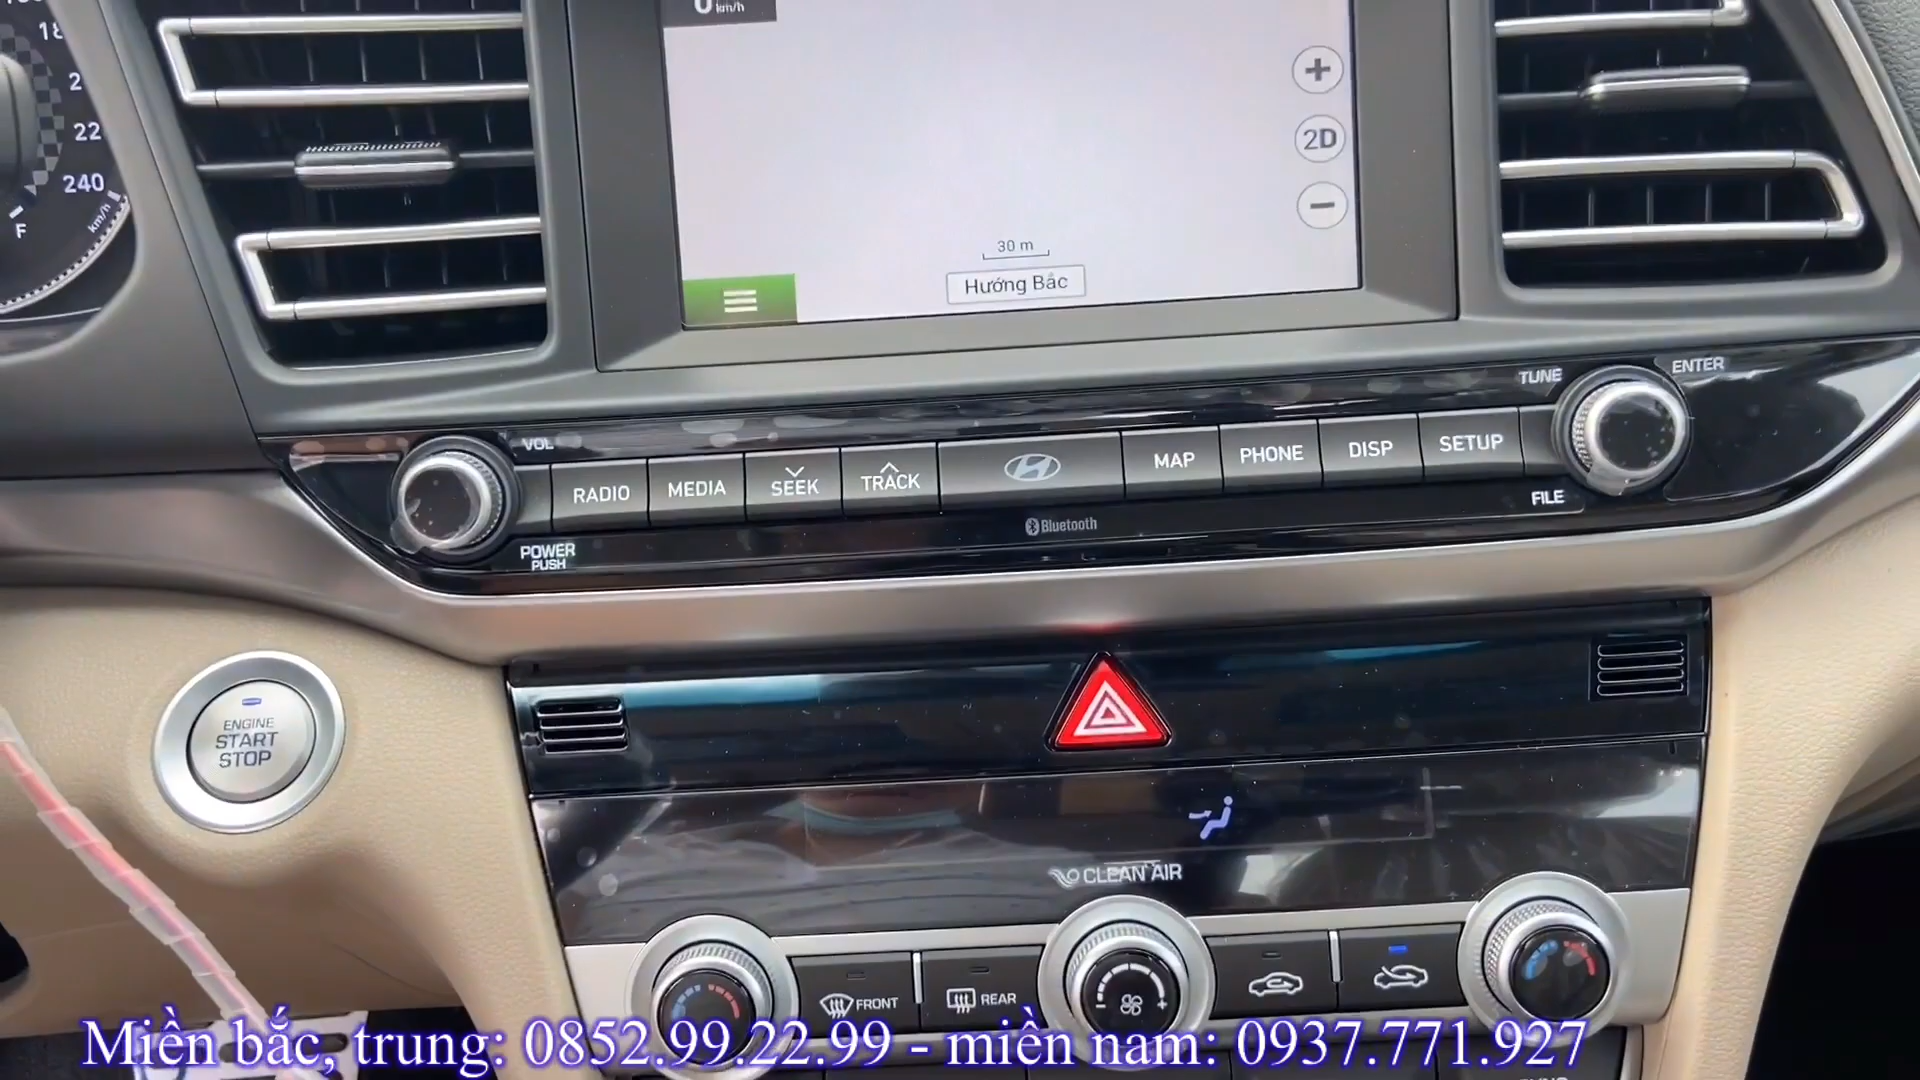 0 km/h
2
22
240
km/h
F
2D
30 m
Hướng Bắc
TUNE
ENTER
VOL
RADIO
MEDIA
SEEK
TRACK
MAP
PHONE
DISP
SETUP
FILE
Bluetooth
POWER
PUSH
ENGINE
START
STOP
CLEAN AIR
FRONT
REAR
Miền bắc, trung: 0852.99.22.99 - miền nam: 0937.771.927